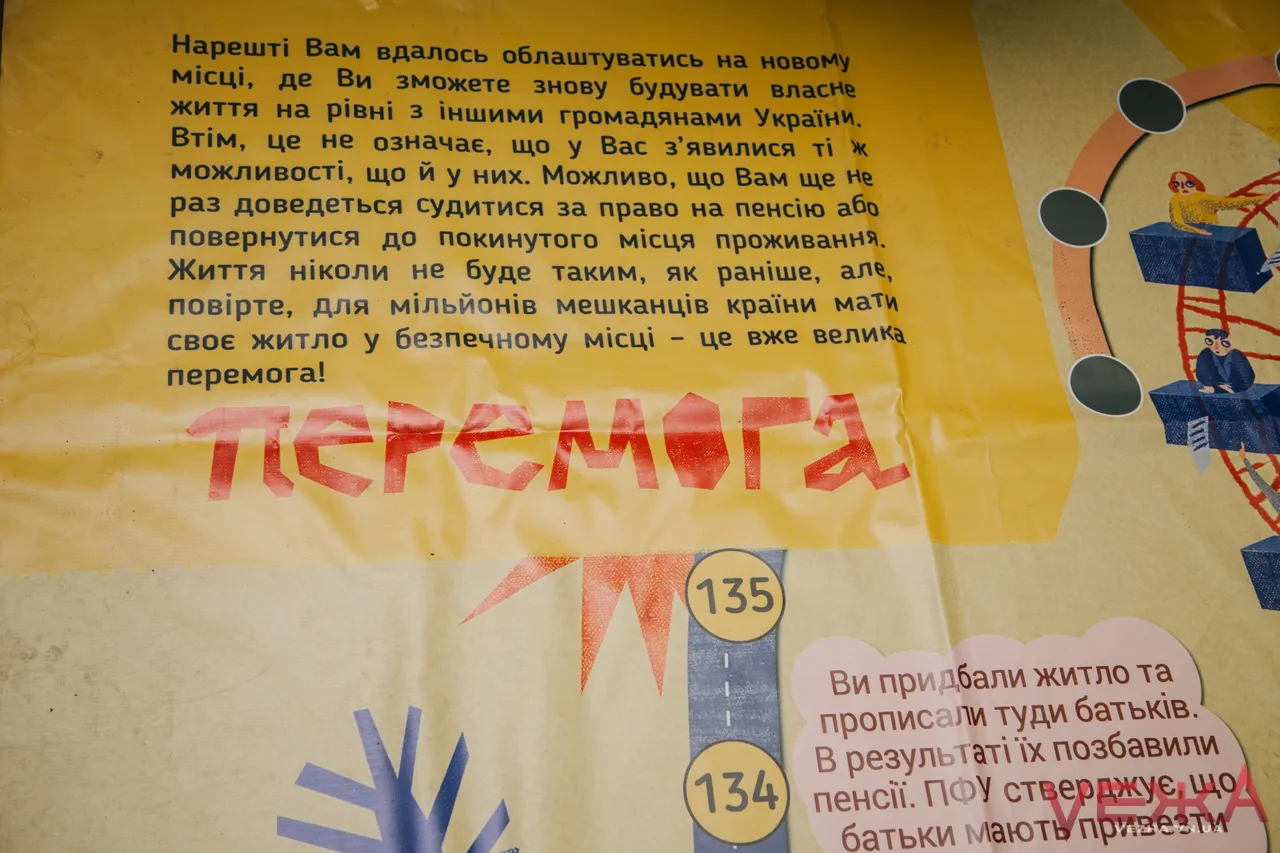 Нарешті Вам вдалось облаштуватись на новому
місці, де Ви зможете знову будувати власне
життя на рівні з іншими громадянами України.
Втім, це не означає, що у Вас з’явилися ті ж
можливості, що й у них. Можливо, що Вам ще не
раз доведеться судитися за право на пенсію або
повернутися до покинутого місця проживання.
Життя ніколи не буде таким, як раніше, але,
повірте, для мільйонів мешканців країни мати
своє житло у безпечному місці – це вже велика
перемога!
ПЕРЕМОГА
135
134
Ви придбали житло та
прописали туди батьків.
В результаті їх позбавили
пенсії. ПФУ стверджує, що
батьки мають привезти
VЕЖА
VEZHA.VN.UA